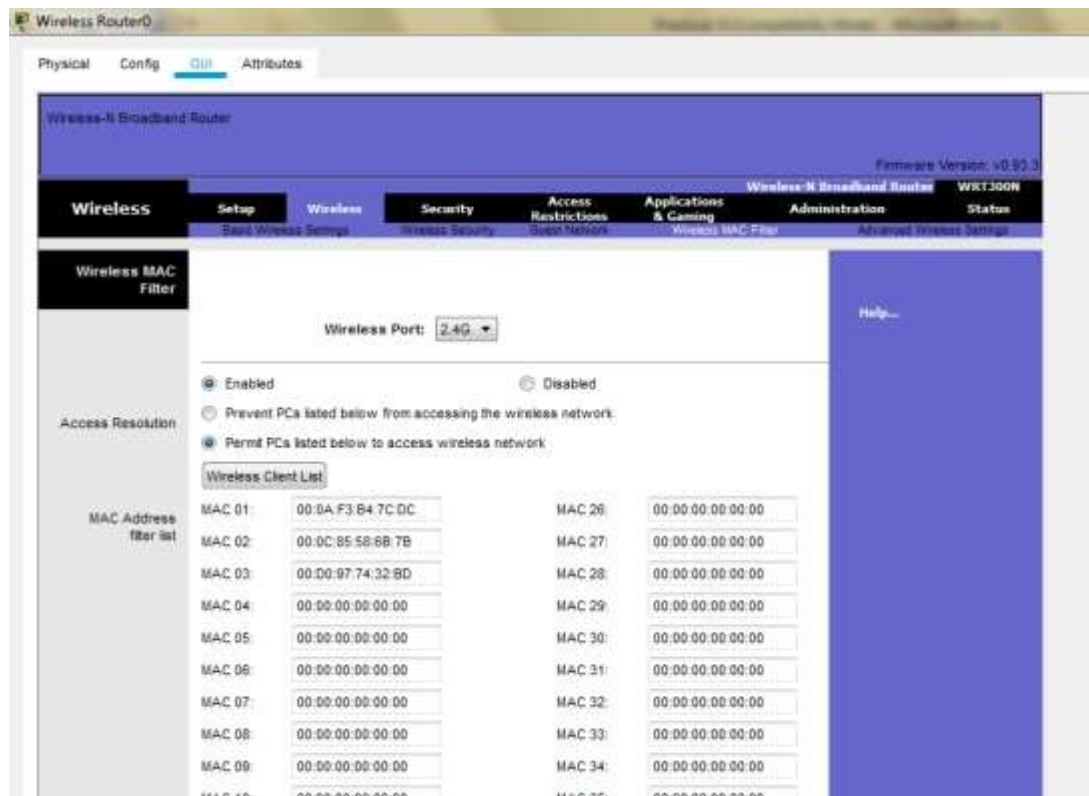 Wireless Router0
Physical Config GUI Attributes
Wireless-N Broadband Router
Firmware Version: v0.93.3
Wireless-N Broadband Router WRT300N
Wireless Setup Wireless Security Access Restrictions Applications & Gaming Administration Status
Basic Wireless Settings Wireless Security Guest Network Wireless MAC Filter Advanced Wireless Settings
Wireless MAC Filter
Help...
Wireless Port: 2.4G
Enabled Disabled
Access Resolution
Prevent PCs listed below from accessing the wireless network
Permit PCs listed below to access wireless network
Wireless Client List
MAC Address filter list
MAC 01: 00:0A:F3:B4:7C:DC MAC 26: 00:00:00:00:00:00
MAC 02: 00:0C:85:58:6B:7B MAC 27: 00:00:00:00:00:00
MAC 03: 00:D0:97:74:32:BD MAC 28: 00:00:00:00:00:00
MAC 04: 00:00:00:00:00:00 MAC 29: 00:00:00:00:00:00
MAC 05: 00:00:00:00:00:00 MAC 30: 00:00:00:00:00:00
MAC 06: 00:00:00:00:00:00 MAC 31: 00:00:00:00:00:00
MAC 07: 00:00:00:00:00:00 MAC 32: 00:00:00:00:00:00
MAC 08: 00:00:00:00:00:00 MAC 33: 00:00:00:00:00:00
MAC 09: 00:00:00:00:00:00 MAC 34: 00:00:00:00:00:00